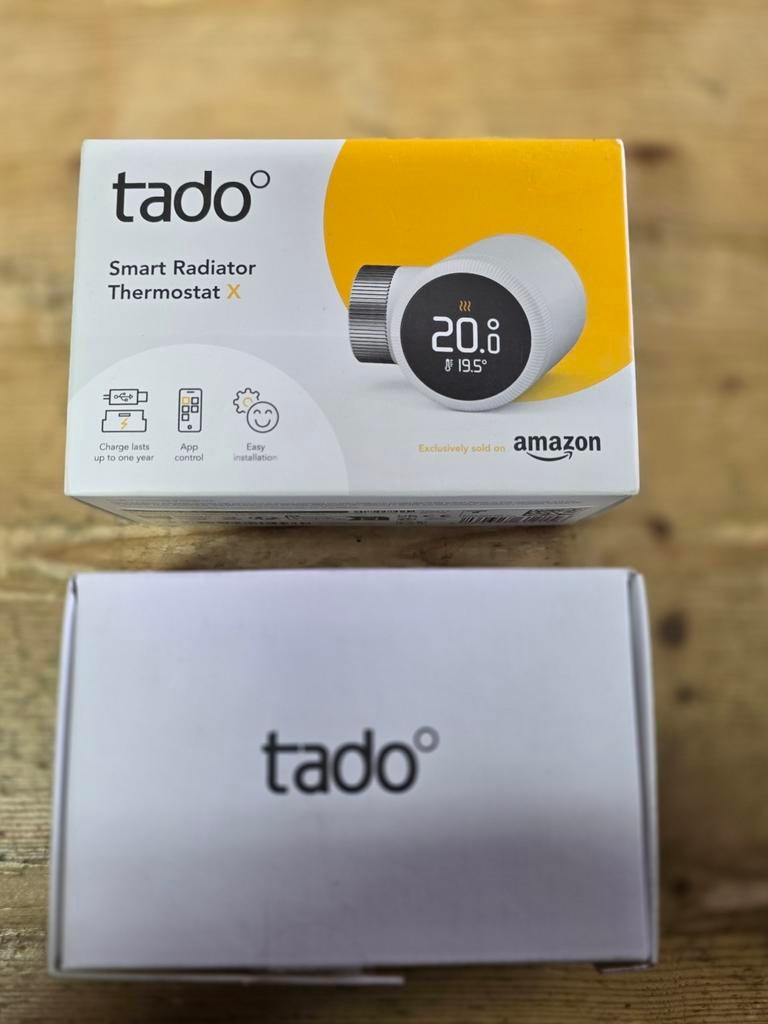 tado°
Smart Radiator
Thermostat X
20.0
19.5°
Charge lasts
up to one year
App
control
Easy
installation
Exclusively sold on amazon
tado°